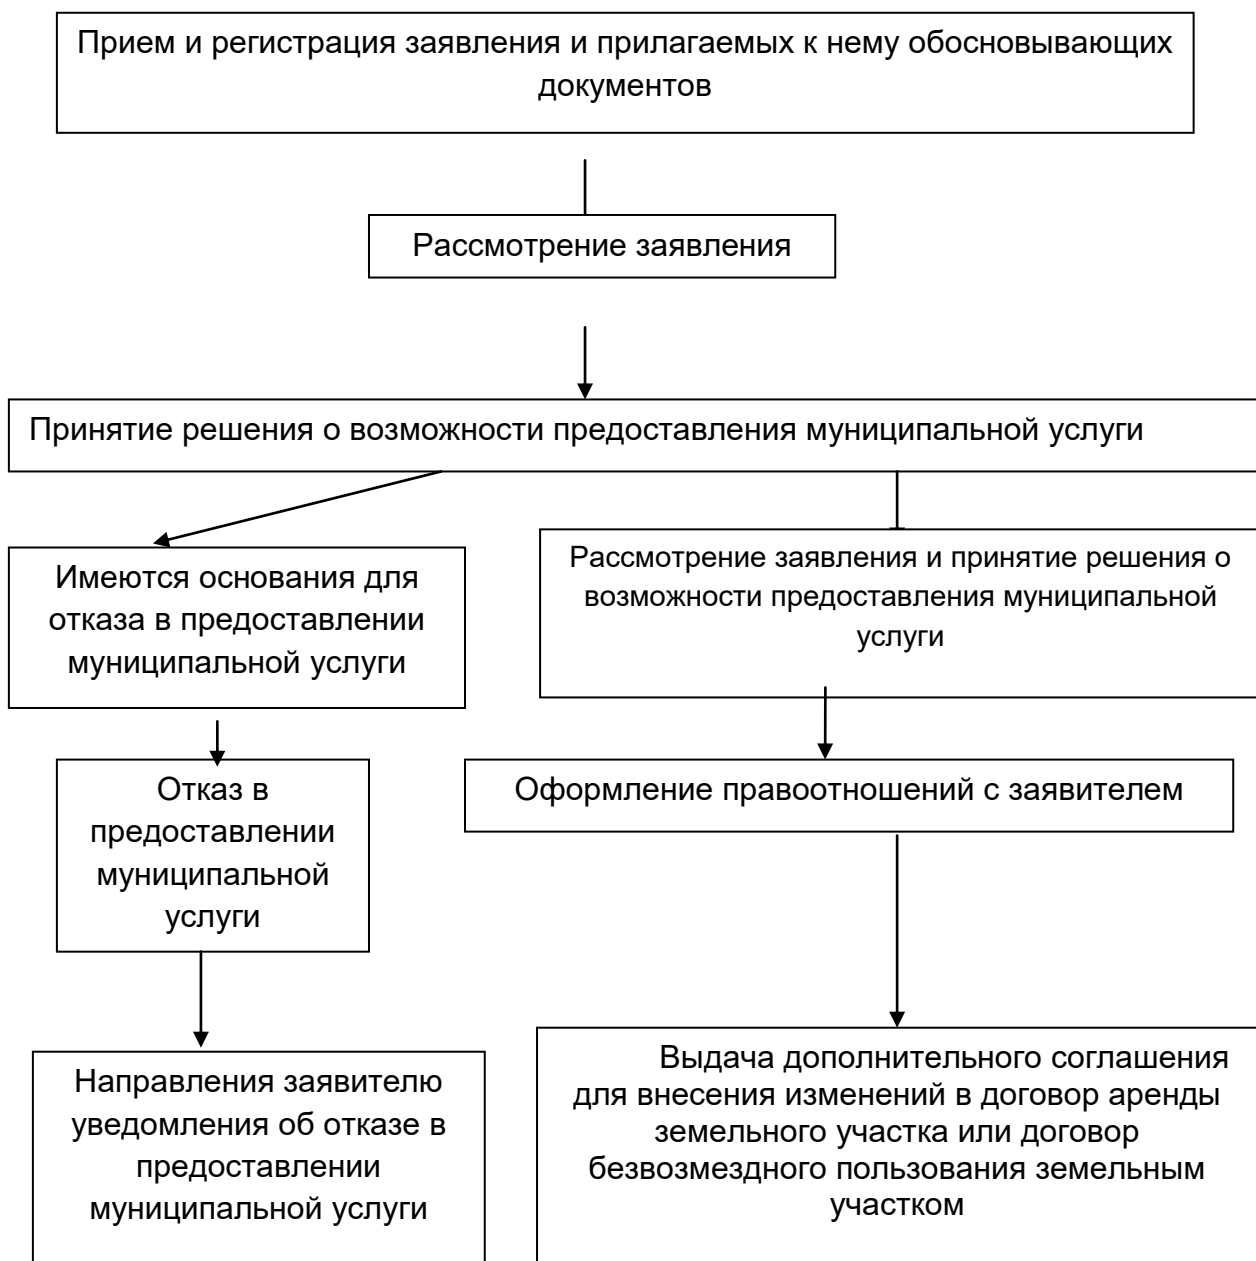 Прием и регистрация заявления и прилагаемых к нему обосновывающих
документов
Рассмотрение заявления
Принятие решения о возможности предоставления муниципальной услуги
Имеются основания для
отказа в предоставлении
муниципальной услуги
Рассмотрение заявления и принятие решения о
возможности предоставления муниципальной
услуги
Отказ в
предоставлении
муниципальной
услуги
Оформление правоотношений с заявителем
Направления заявителю
уведомления об отказе в
предоставлении
муниципальной услуги
Выдача дополнительного соглашения
для внесения изменений в договор аренды
земельного участка или договор
безвозмездного пользования земельным
участком